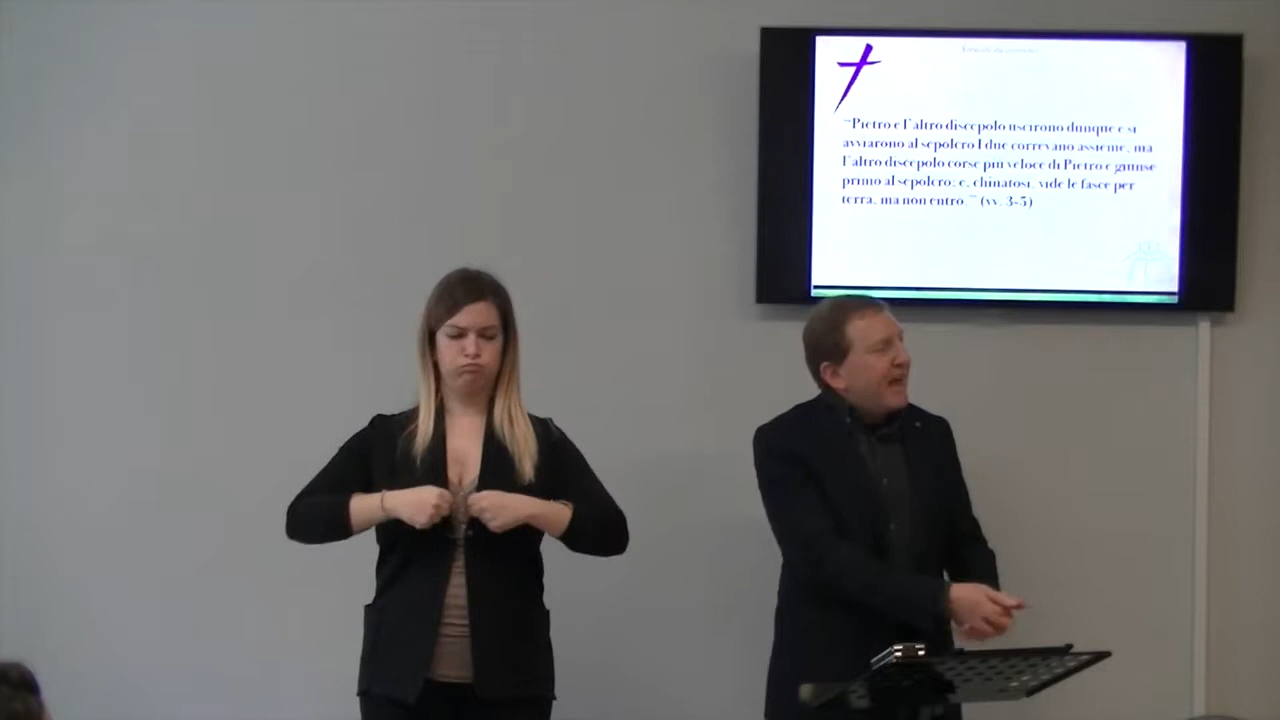 "Pietro e l'altro discepolo uscirono dunque e si
avviarono al sepolcro I due correvano assieme, ma
l'altro discepolo corse più veloce di Pietro e giunse
primo al sepolcro; e, chinatosi, vide le fasce per
terra, ma non entrò." (vv. 3-5)